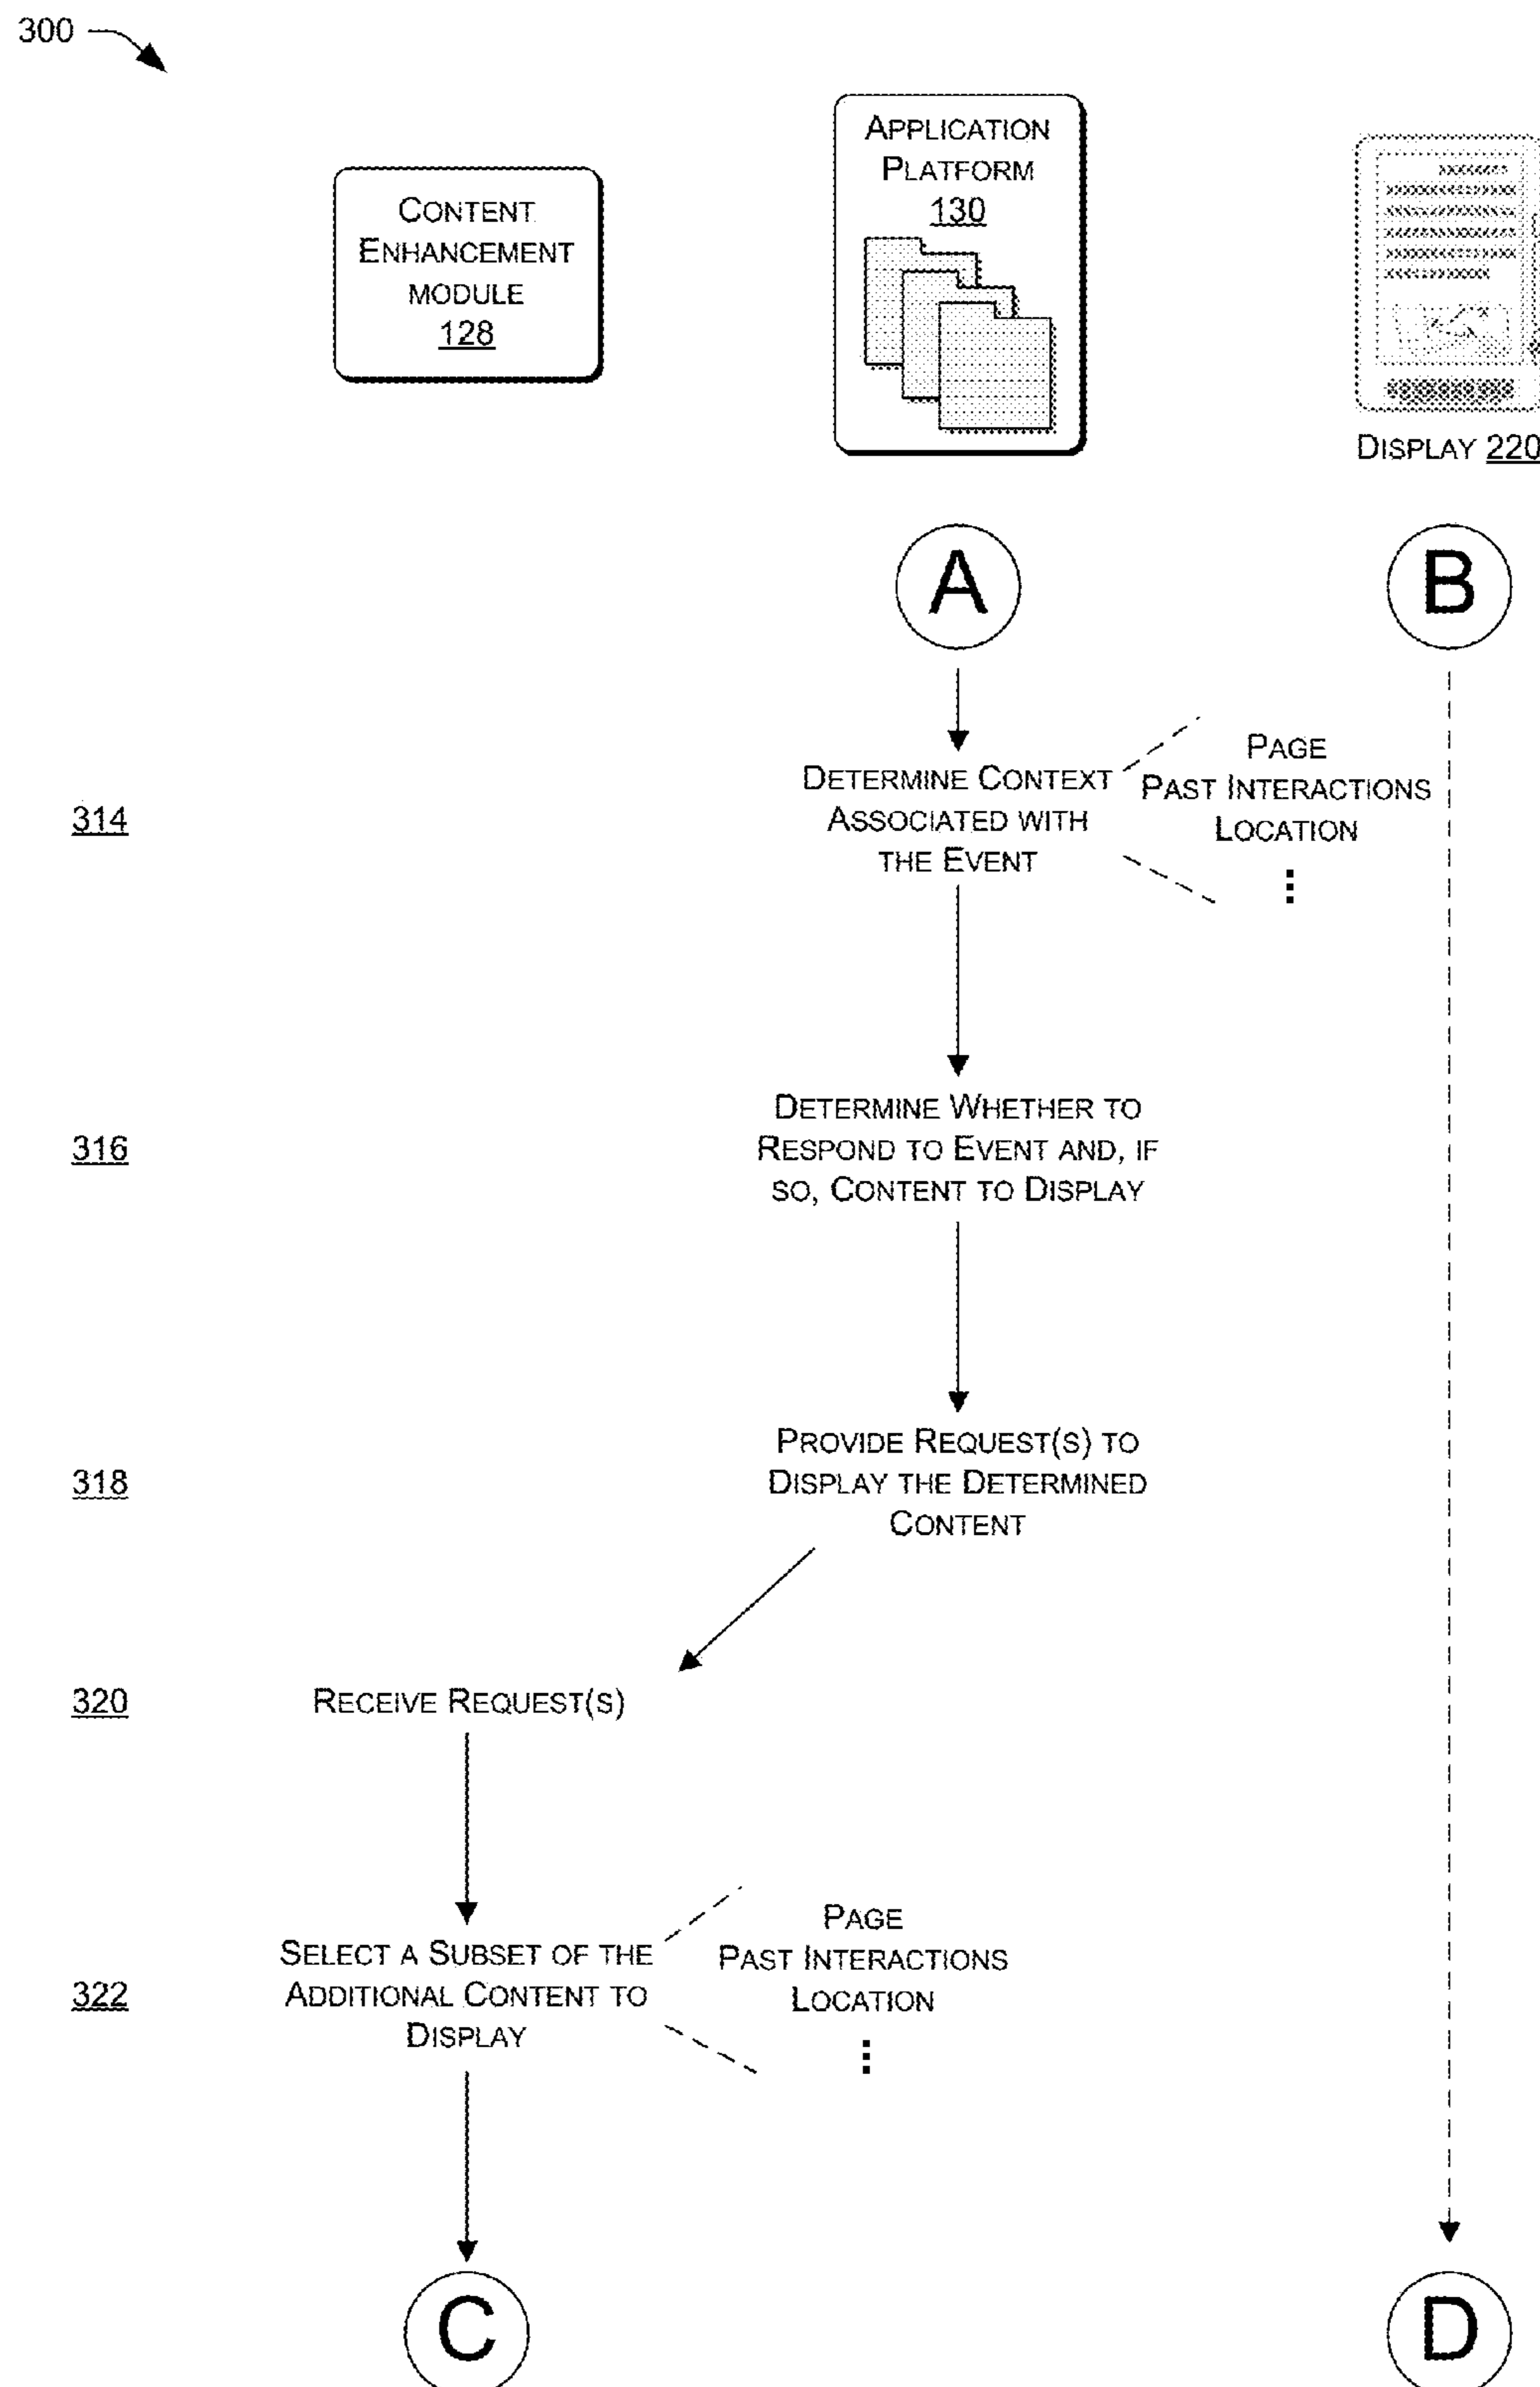 300
APPLICATION
PLATFORM
130
CONTENT
ENHANCEMENT
MODULE
128
DISPLAY 220
A
B
314
DETERMINE CONTEXT
ASSOCIATED WITH
THE EVENT
PAGE
PAST INTERACTIONS
LOCATION
316
DETERMINE WHETHER TO
RESPOND TO EVENT AND, IF
SO, CONTENT TO DISPLAY
318
PROVIDE REQUEST(S) TO
DISPLAY THE DETERMINED
CONTENT
320
RECEIVE REQUEST(S)
322
SELECT A SUBSET OF THE
ADDITIONAL CONTENT TO
DISPLAY
PAGE
PAST INTERACTIONS
LOCATION
C
D